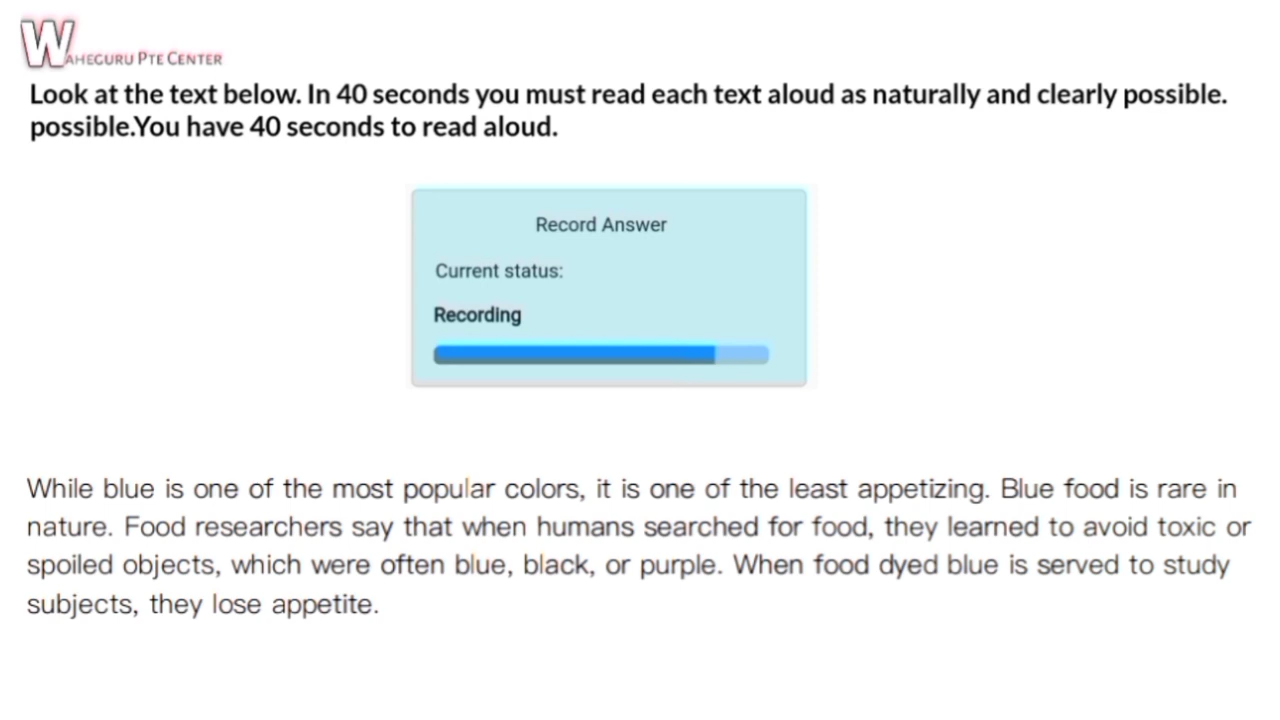 WAHEGURU PTE CENTER
Look at the text below. In 40 seconds you must read each text aloud as naturally and clearly possible.
possible.You have 40 seconds to read aloud.
Record Answer
Current status:
Recording
While blue is one of the most popular colors, it is one of the least appetizing. Blue food is rare in
nature. Food researchers say that when humans searched for food, they learned to avoid toxic or
spoiled objects, which were often blue, black, or purple. When food dyed blue is served to study
subjects, they lose appetite.